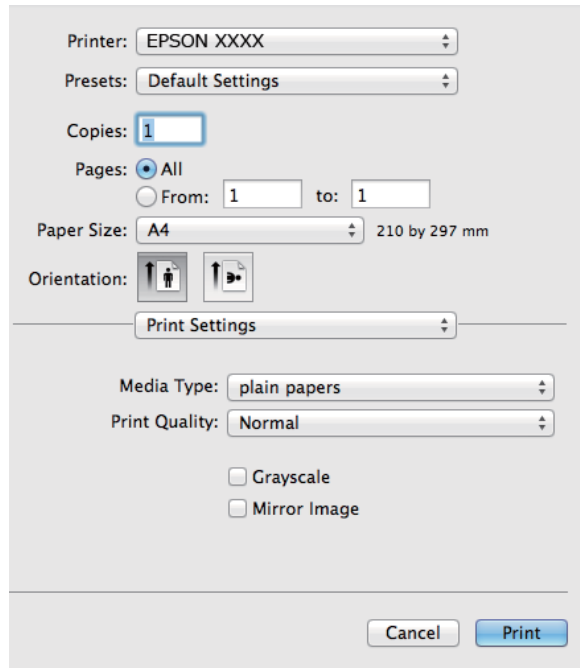 Printer: EPSON XXXX
Presets: Default Settings
Copies: 1
Pages: All
From: 1 to: 1
Paper Size: A4 210 by 297 mm
Orientation:
Print Settings
Media Type: plain papers
Print Quality: Normal
Grayscale
Mirror Image
Cancel Print